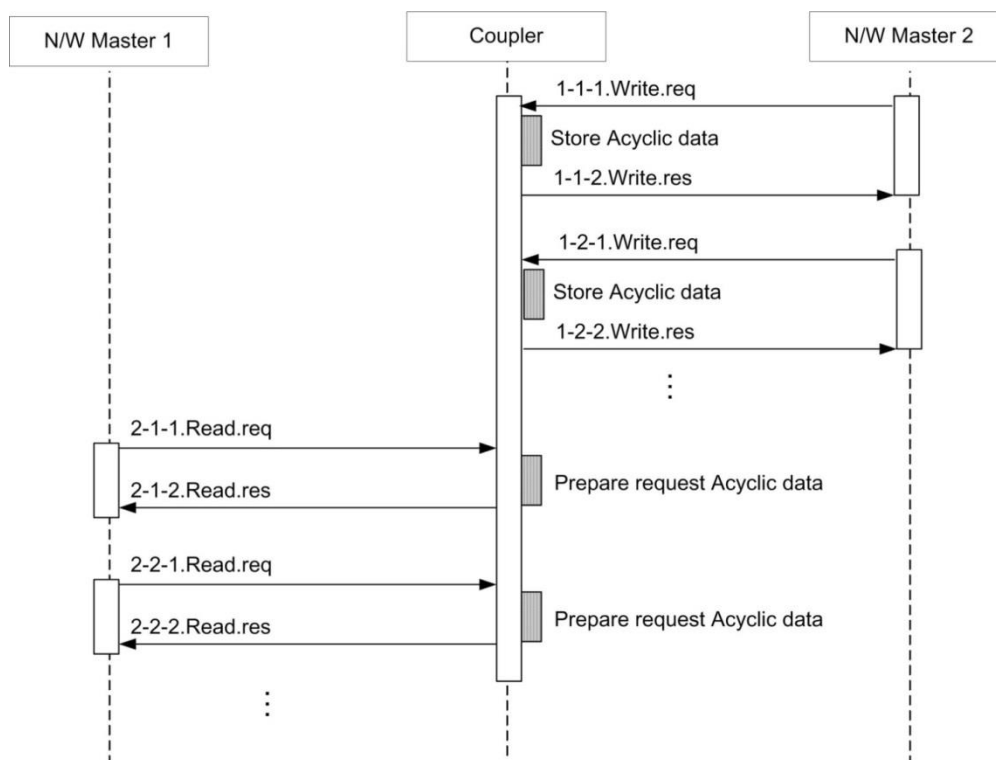 N/W Master 1
Coupler
N/W Master 2
1-1-1.Write.req
Store Acyclic data
1-1-2.Write.res
1-2-1.Write.req
Store Acyclic data
1-2-2.Write.res
2-1-1.Read.req
Prepare request Acyclic data
2-1-2.Read.res
2-2-1.Read.req
Prepare request Acyclic data
2-2-2.Read.res